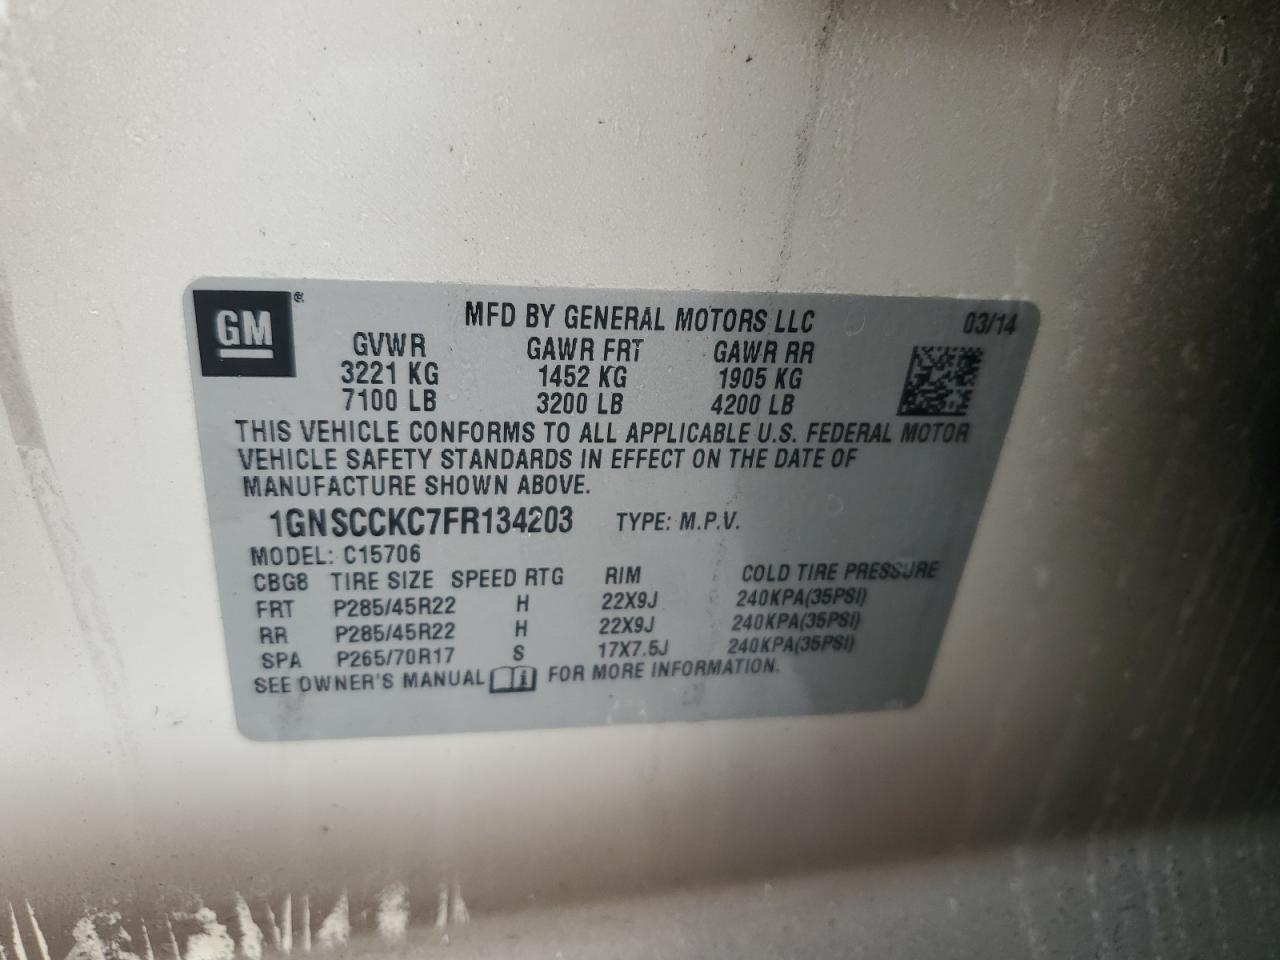 GM ®
MFD BY GENERAL MOTORS LLC 03/14
GVWR GAWR FRT GAWR RR
3221 KG 1452 KG 1905 KG
7100 LB 3200 LB 4200 LB
THIS VEHICLE CONFORMS TO ALL APPLICABLE U.S. FEDERAL MOTOR
VEHICLE SAFETY STANDARDS IN EFFECT ON THE DATE OF
MANUFACTURE SHOWN ABOVE.
1GNSCCKC7FR134203 TYPE: M.P.V.
MODEL: C15706
CBG8 TIRE SIZE SPEED RTG RIM COLD TIRE PRESSURE
FRT P285/45R22 H 22X9J 240KPA(35PSI)
RR P285/45R22 H 22X9J 240KPA(35PSI)
SPA P265/70R17 S 17X7.5J 240KPA(35PSI)
SEE OWNER'S MANUAL i FOR MORE INFORMATION.